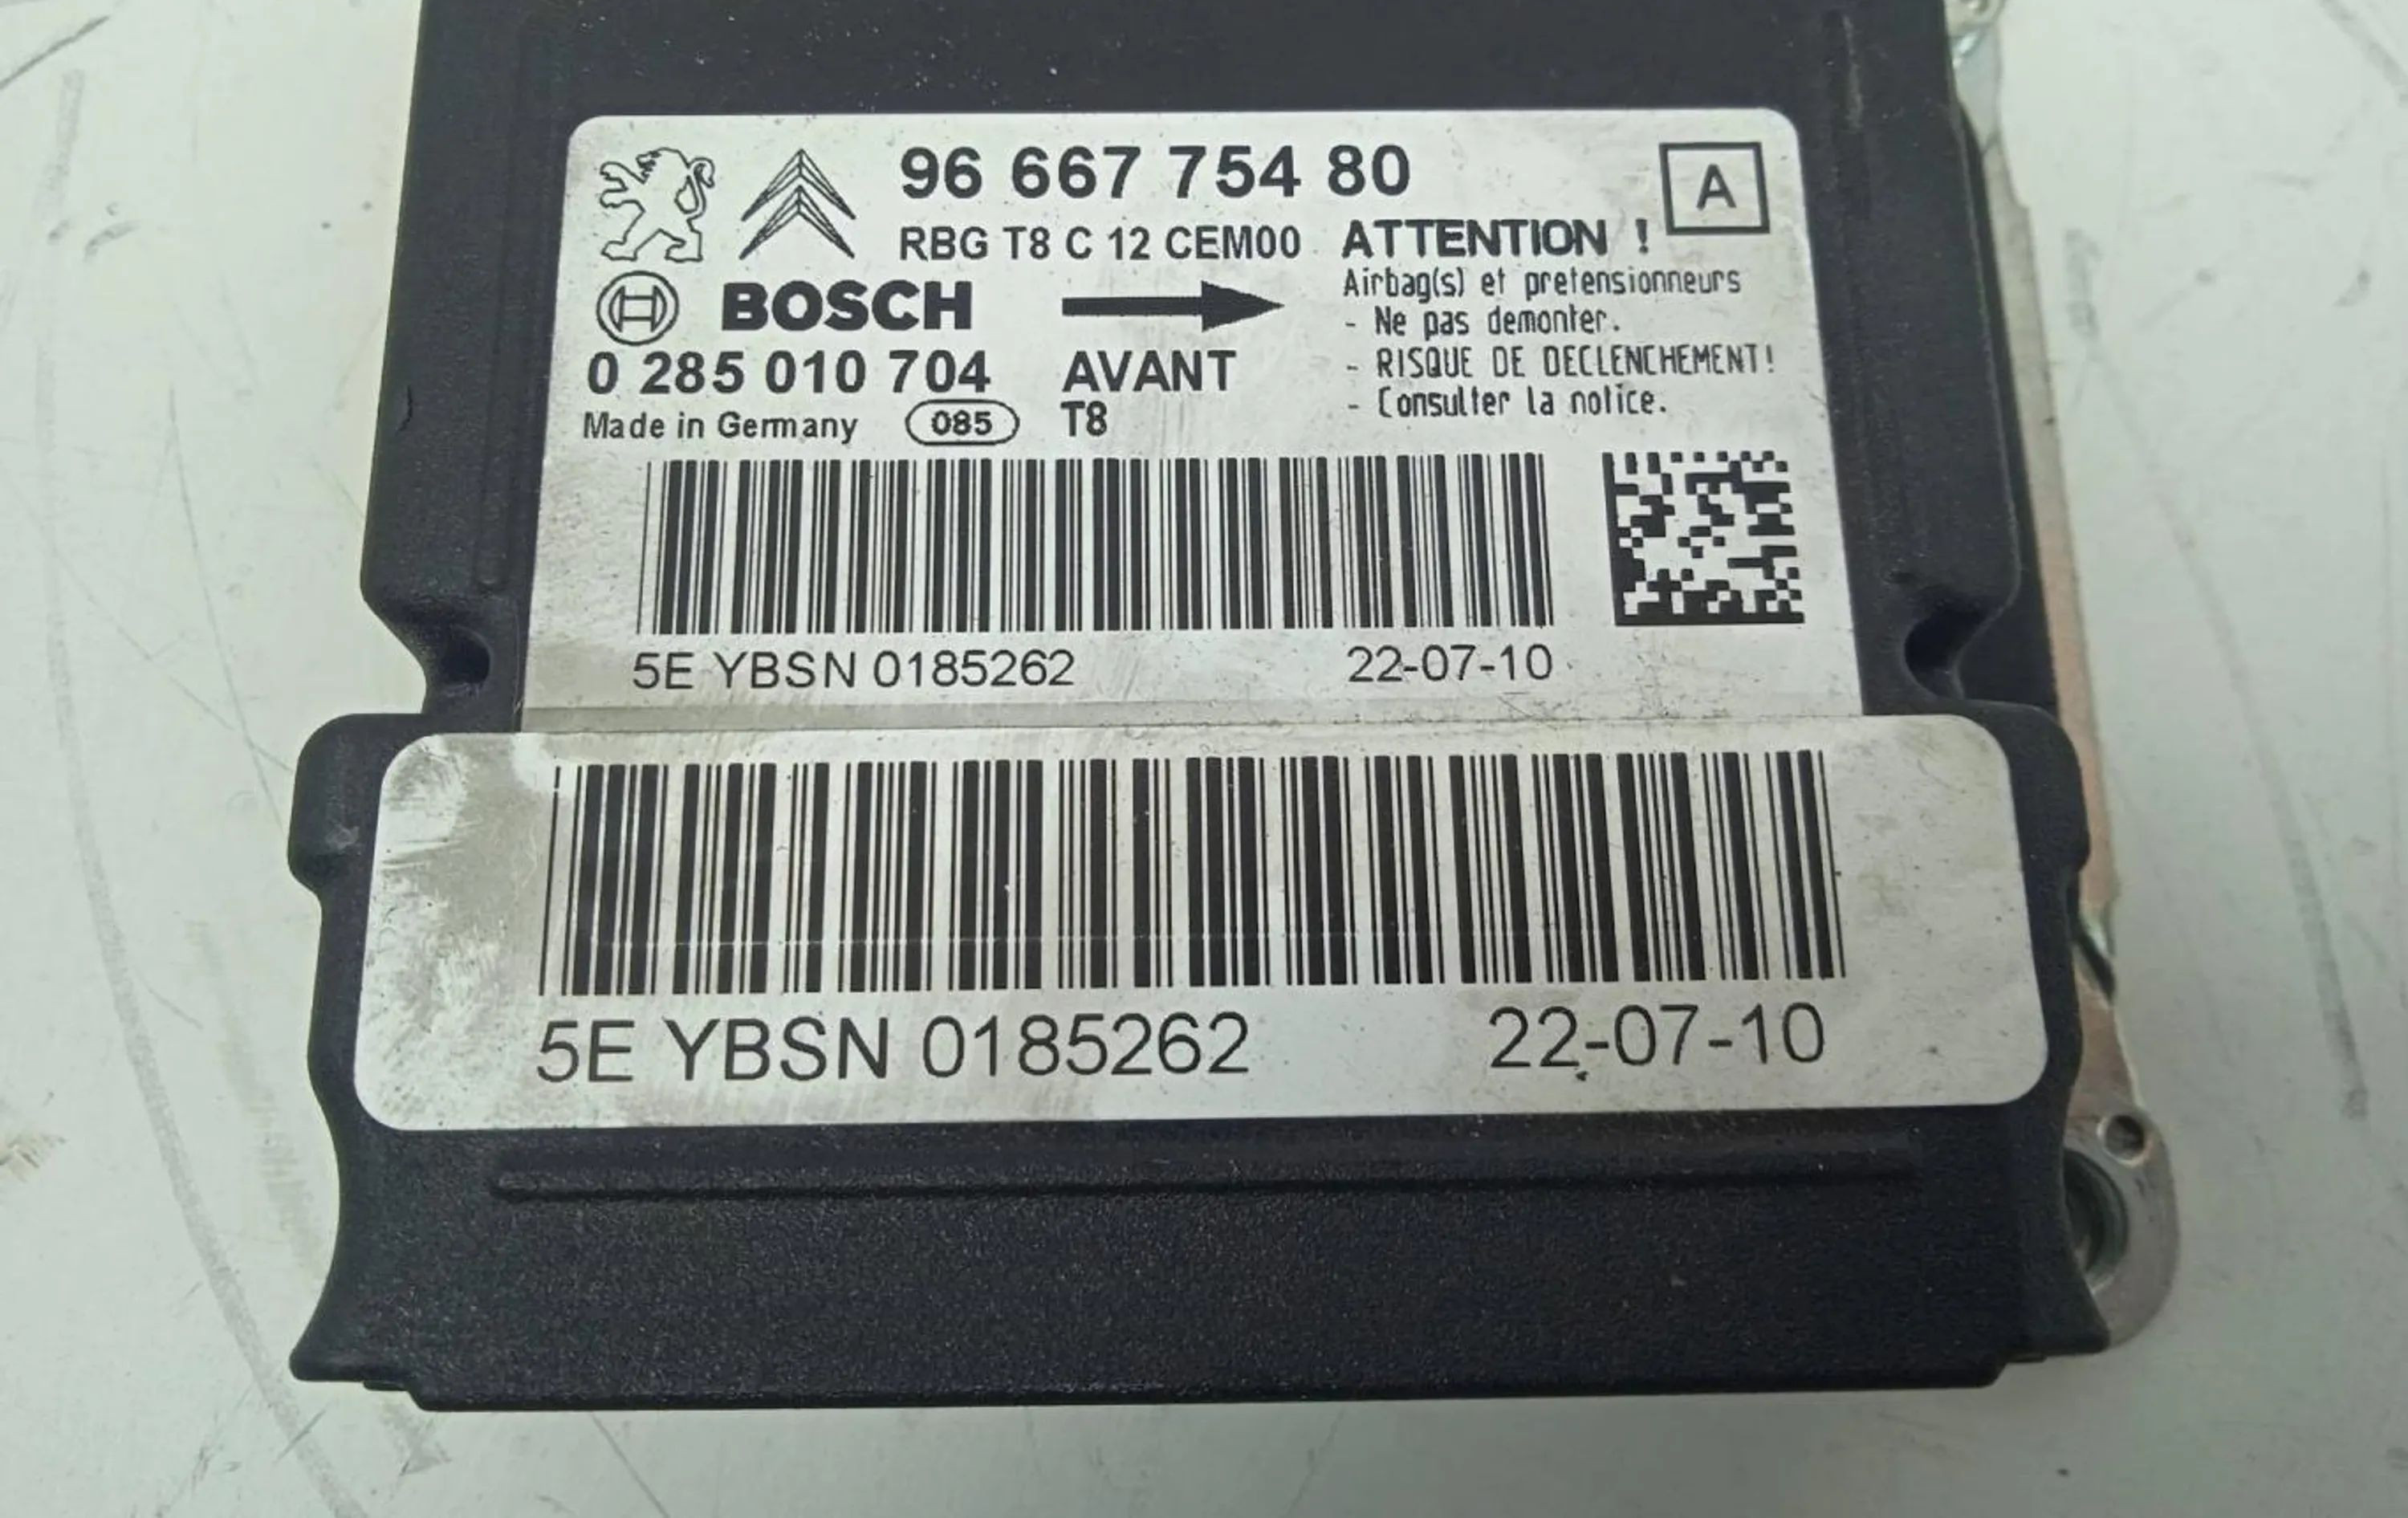 96 667 754 80
A
RBG T8 C 12 CEM00
ATTENTION !
Airbag(s) et pretensionneurs
- Ne pas demonter.
- RISQUE DE DECLENCHEMENT!
- Consulter la notice.
BOSCH
0 285 010 704
AVANT
Made in Germany
085
T8
5E YBSN 0185262
22-07-10
5E YBSN 0185262
22-07-10